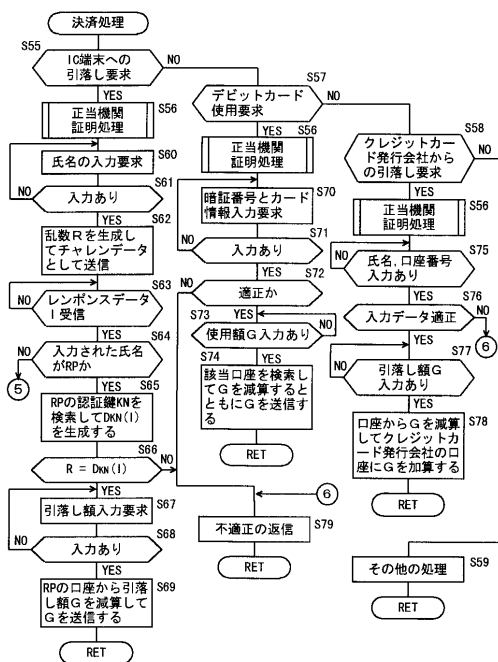 決済処理
S55
IC端末への
引落し要求
NO
YES
S56
正当機関
証明処理
S60
氏名の入力要求
S61
NO
入力あり
YES
S62
乱数Rを生成し
てチャレンデータ
として送信
S63
NO
レンポンスデータ
I受信
YES
S64
NO
入力された氏名
がRPか
5
YES
S65
RPの認証鍵KNを
検索してDKN(I)
を生成する
S66
R = DKN(I)
NO
YES
S67
引落し額入力要求
S68
NO
入力あり
YES
S69
RPの口座から引落
し額Gを減算して
Gを送信する
RET
S57
デビットカード
使用要求
NO
YES
S56
正当機関
証明処理
S70
暗証番号とカード
情報入力要求
S71
NO
入力あり
YES
S72
NO
適正か
S73
YES
使用額G入力あり
NO
S74
YES
該当口座を検索し
てGを減算すると
ともにGを送信する
RET
6
S79
不適正の返信
RET
S58
クレジットカー
ド発行会社から
の引落し要求
NO
YES
S56
正当機関
証明処理
S75
NO
氏名、口座番号
入力あり
YES
S76
入力データ適正
NO
6
YES
S77
NO
引落し額G
入力あり
YES
S78
口座からGを減算
してクレジットカ
ード発行会社の口
座にGを加算する
RET
S59
その他の処理
RET